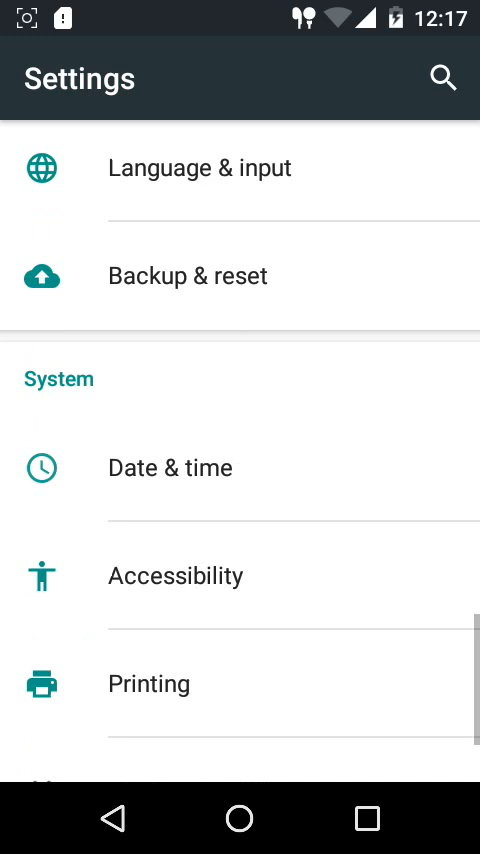 12:17
Settings
Language & input
Backup & reset
System
Date & time
Accessibility
Printing